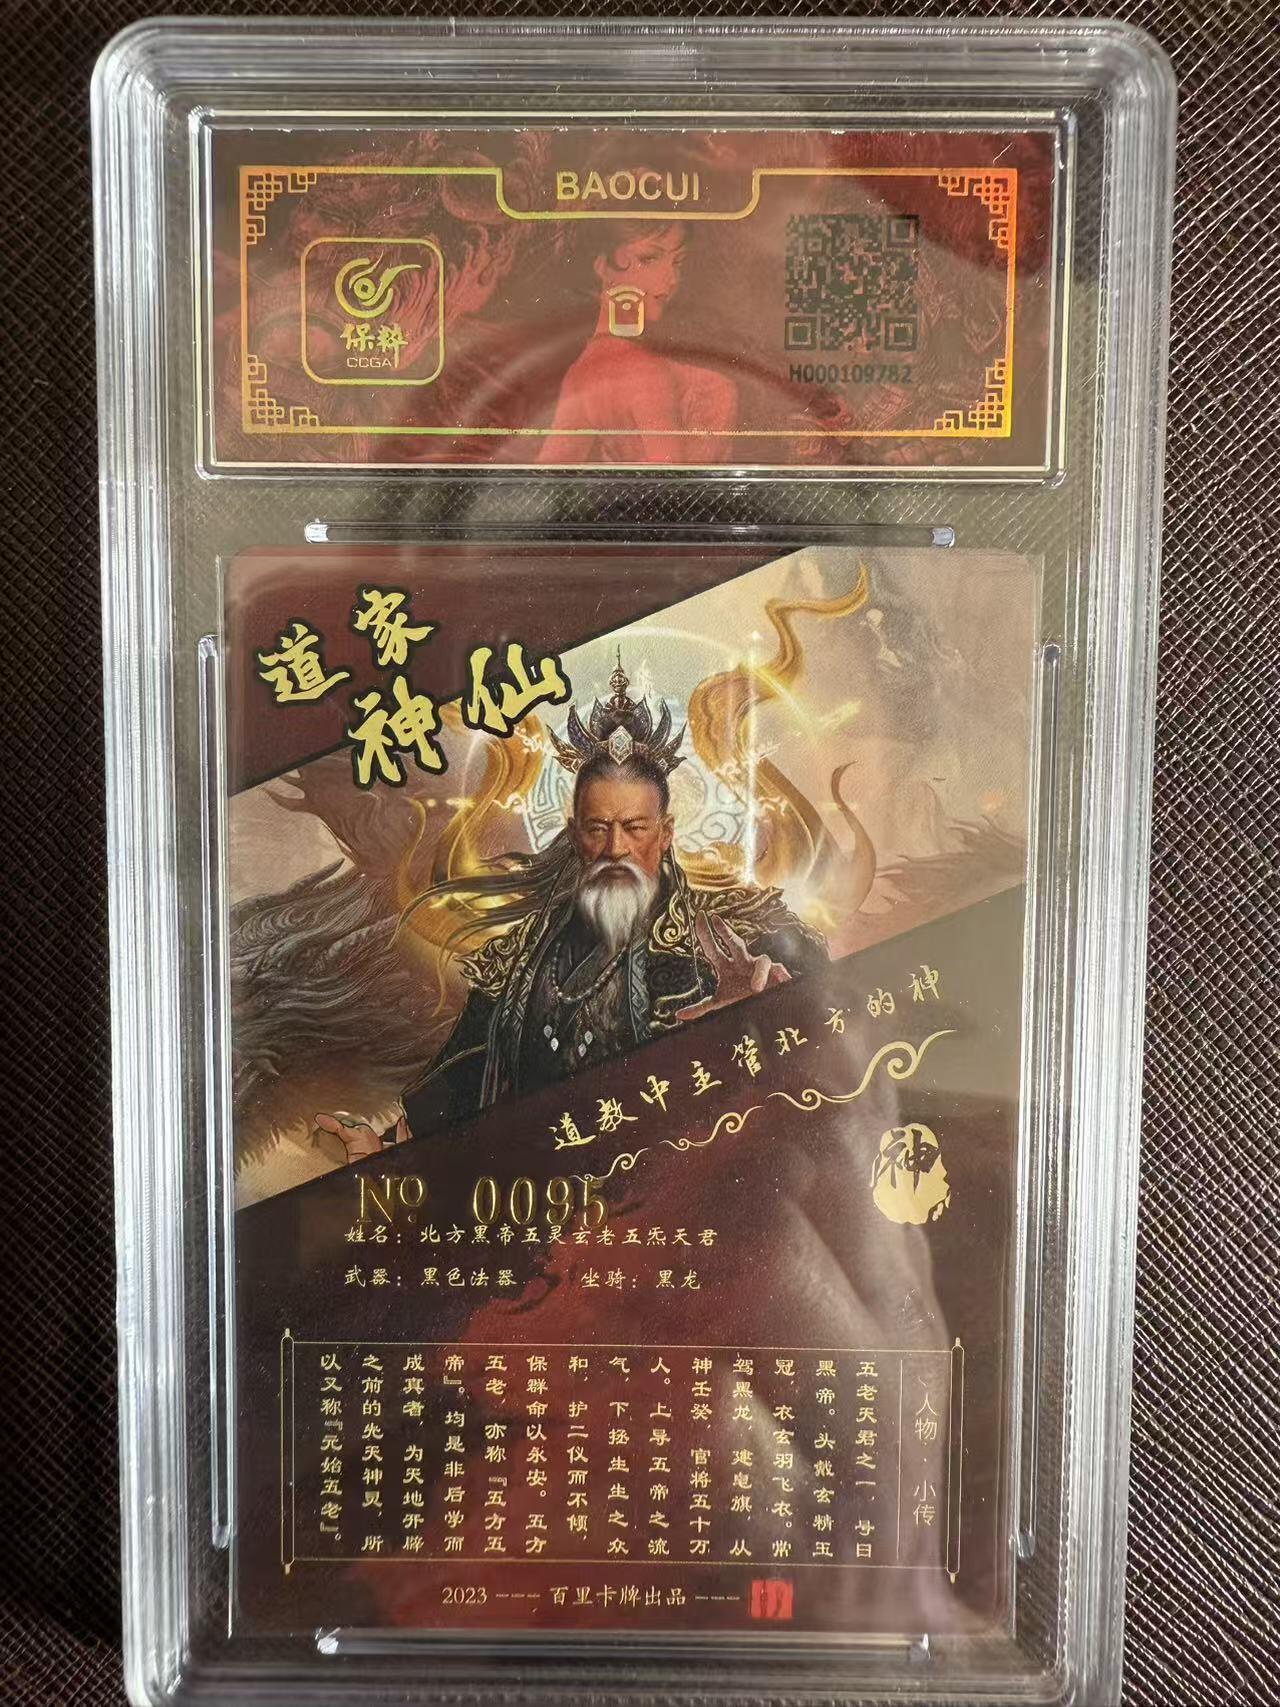 BAOCUI
保粹
CCGA
H000109782
道家
神仙
道教中主管北方的神
神
№ 0095
姓名：北方黑帝五灵玄老五炁天君
武器：黑色法器 坐骑：黑龙
人物·小传
五老天君之一，号曰
黑帝。头戴玄精玉
冠，衣玄羽飞衣。常
驾黑龙，建皂旗，从
神壬癸，官将五十万
人。上导五帝之流
气，下拯生生之众
和，护二仪而不倾，
保群命以永安。五方
五老，亦称『五方五
帝』。均是非后学而
成真者，为天地开辟
之前的先天神灵，所
以又称『元始五老』。
2023 百里卡牌出品